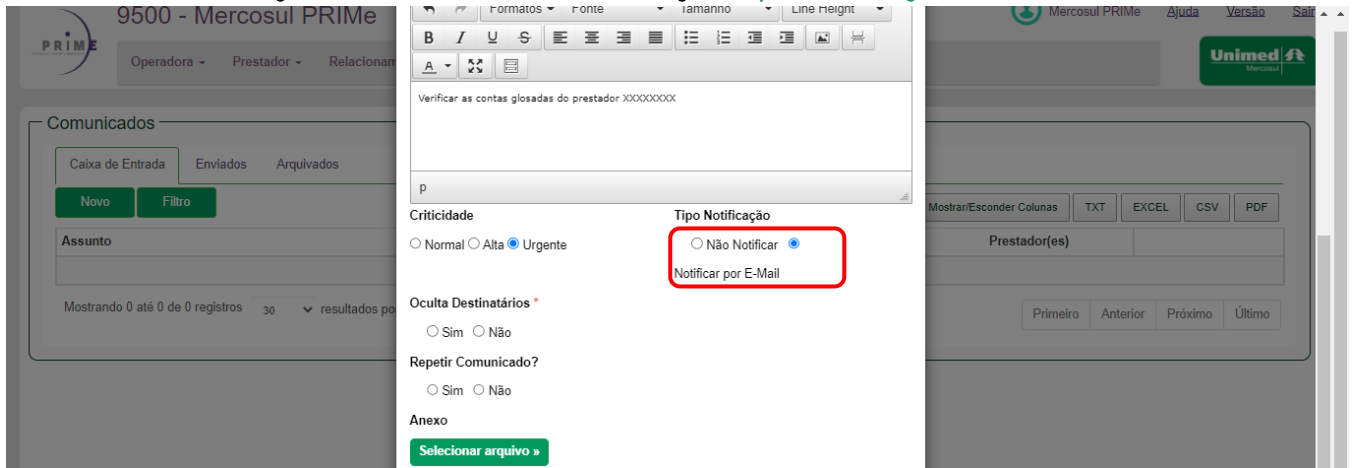 9500 - Mercosul PRIMe
Formatos Fonte Tamanho Line Height
Mercosul PRIMe Ajuda Versão Sair
PRIME
Operadora Prestador Relacionam
B I U S
A
Unimed
Mercosul
Verificar as contas glosadas do prestador XXXXXXXX
Comunicados
Caixa de Entrada Enviados Arquivados
p
Novo Filtro
Mostrar/Esconder Colunas TXT EXCEL CSV PDF
Criticidade Tipo Notificação
Assunto Prestador(es)
Normal Alta Urgente Não Notificar
Notificar por E-Mail
Mostrando 0 até 0 de 0 registros 30 resultados po
Primeiro Anterior Próximo Último
Oculta Destinatários *
Sim Não
Repetir Comunicado?
Sim Não
Anexo
Selecionar arquivo »